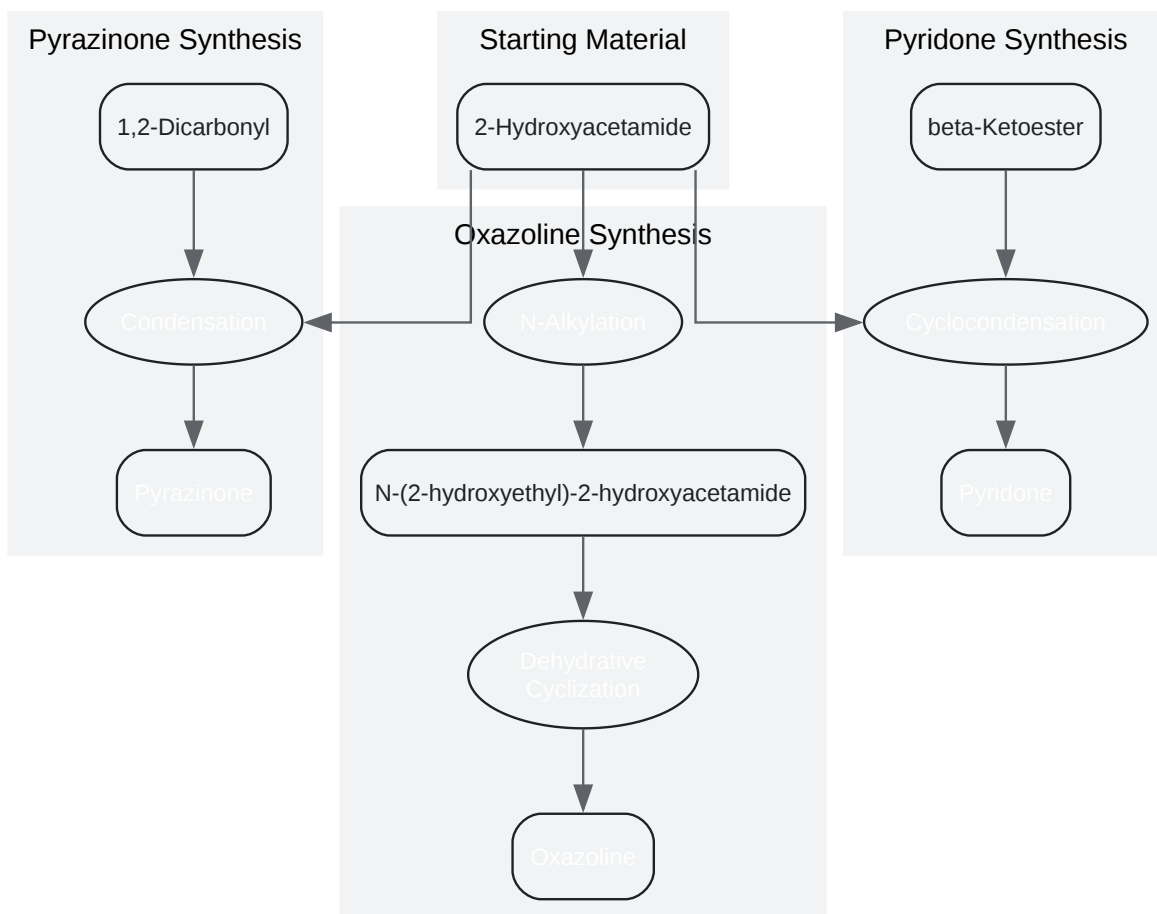 Pyrazinone Synthesis
Starting Material
Pyridone Synthesis
1,2-Dicarbonyl
2-Hydroxyacetamide
beta-Ketoester
Oxazoline Synthesis
Condensation
N-Alkylation
Cyclocondensation
Pyrazinone
N-(2-hydroxyethyl)-2-hydroxyacetamide
Pyridone
Dehydrative
Cyclization
Oxazoline